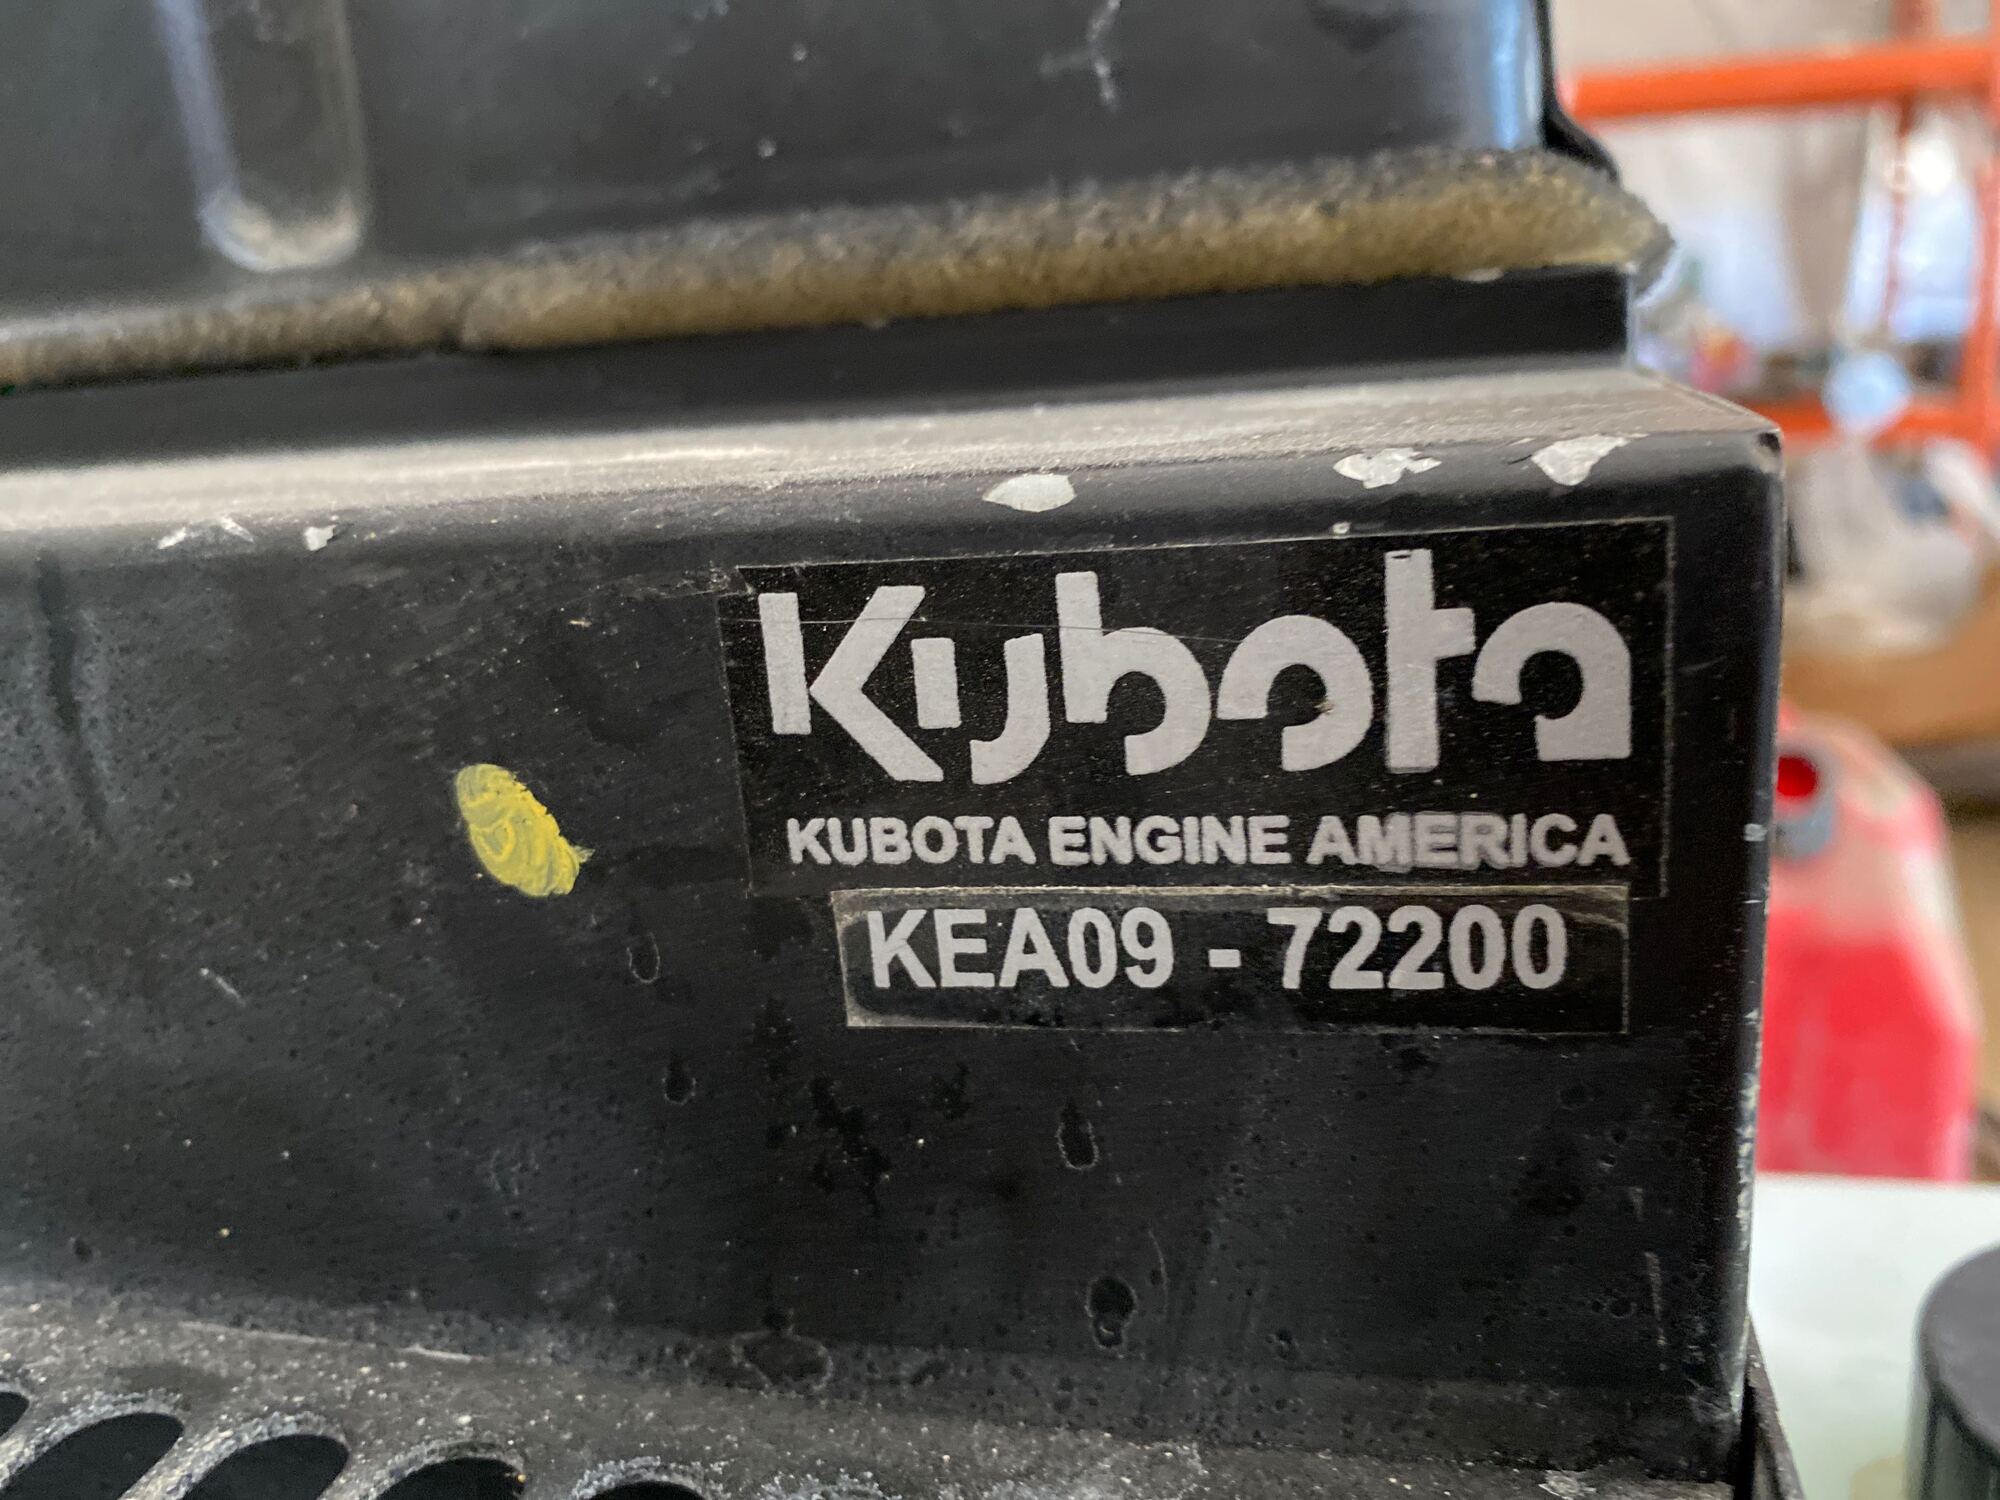 Kubota
KUBOTA ENGINE AMERICA
KEA09 - 72200